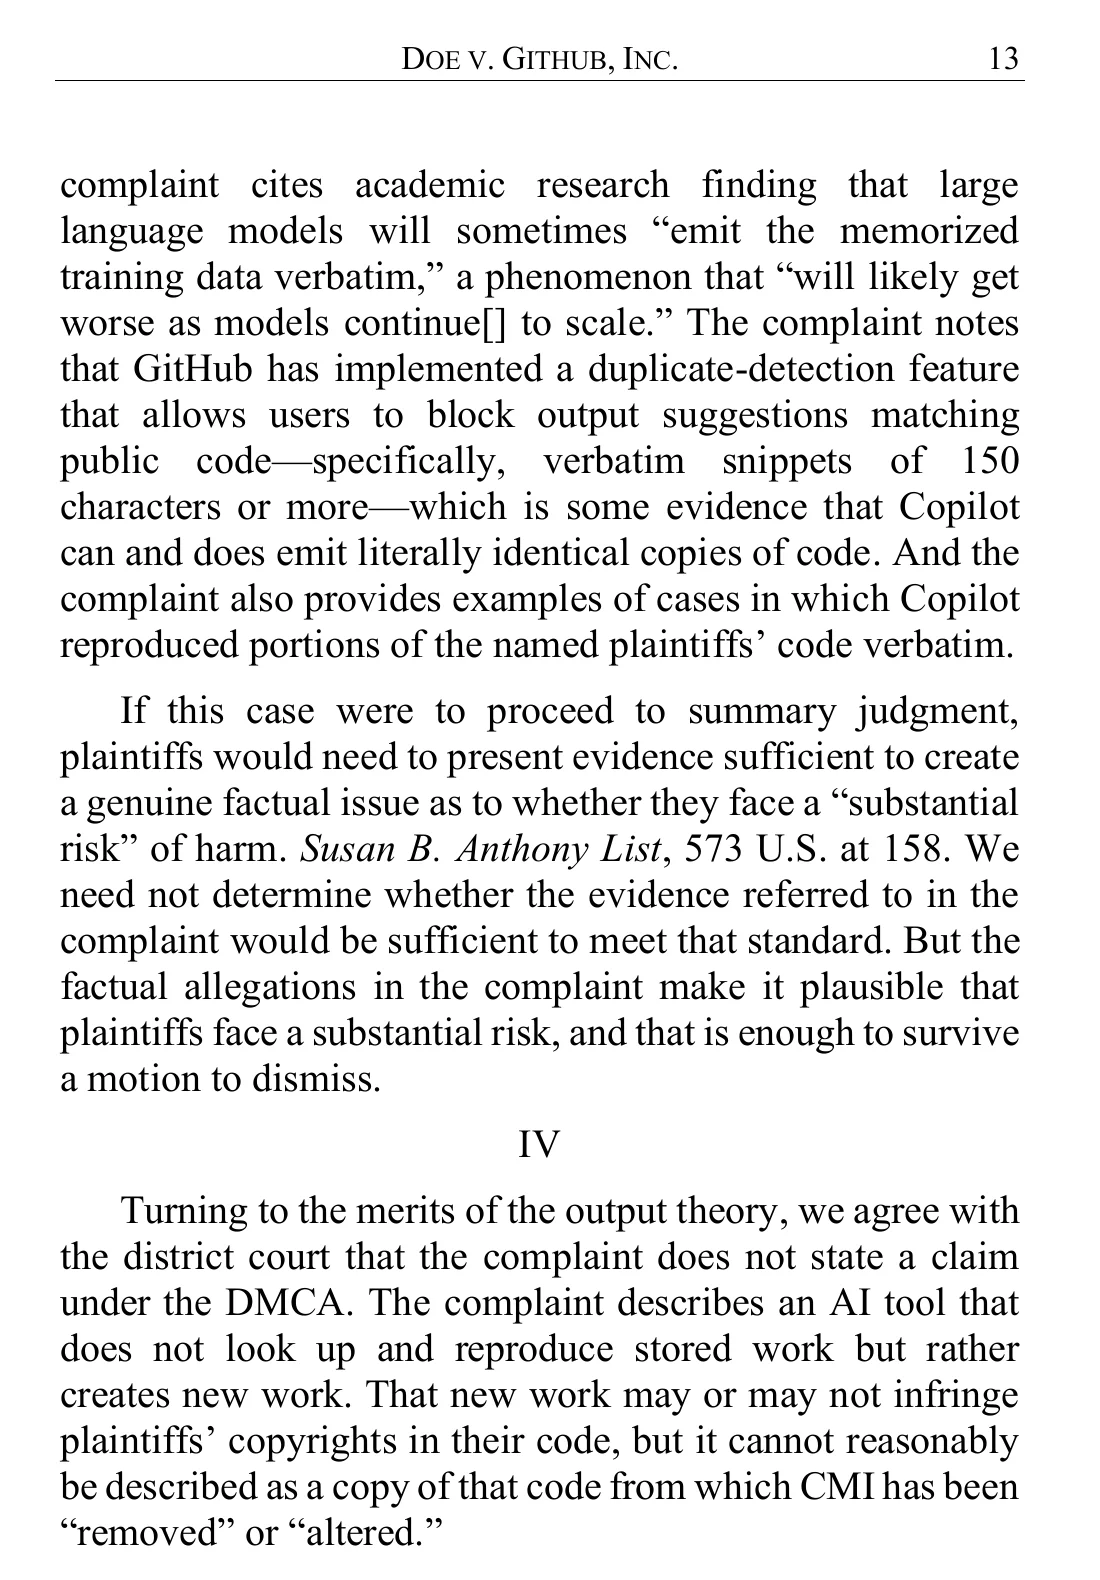 DOE V. GITHUB, INC. 13
complaint cites academic research finding that large
language models will sometimes “emit the memorized
training data verbatim,” a phenomenon that “will likely get
worse as models continue[] to scale.” The complaint notes
that GitHub has implemented a duplicate-detection feature
that allows users to block output suggestions matching
public code—specifically, verbatim snippets of 150
characters or more—which is some evidence that Copilot
can and does emit literally identical copies of code. And the
complaint also provides examples of cases in which Copilot
reproduced portions of the named plaintiffs’ code verbatim.
If this case were to proceed to summary judgment,
plaintiffs would need to present evidence sufficient to create
a genuine factual issue as to whether they face a “substantial
risk” of harm. Susan B. Anthony List, 573 U.S. at 158. We
need not determine whether the evidence referred to in the
complaint would be sufficient to meet that standard. But the
factual allegations in the complaint make it plausible that
plaintiffs face a substantial risk, and that is enough to survive
a motion to dismiss.
IV
Turning to the merits of the output theory, we agree with
the district court that the complaint does not state a claim
under the DMCA. The complaint describes an AI tool that
does not look up and reproduce stored work but rather
creates new work. That new work may or may not infringe
plaintiffs’ copyrights in their code, but it cannot reasonably
be described as a copy of that code from which CMI has been
“removed” or “altered.”